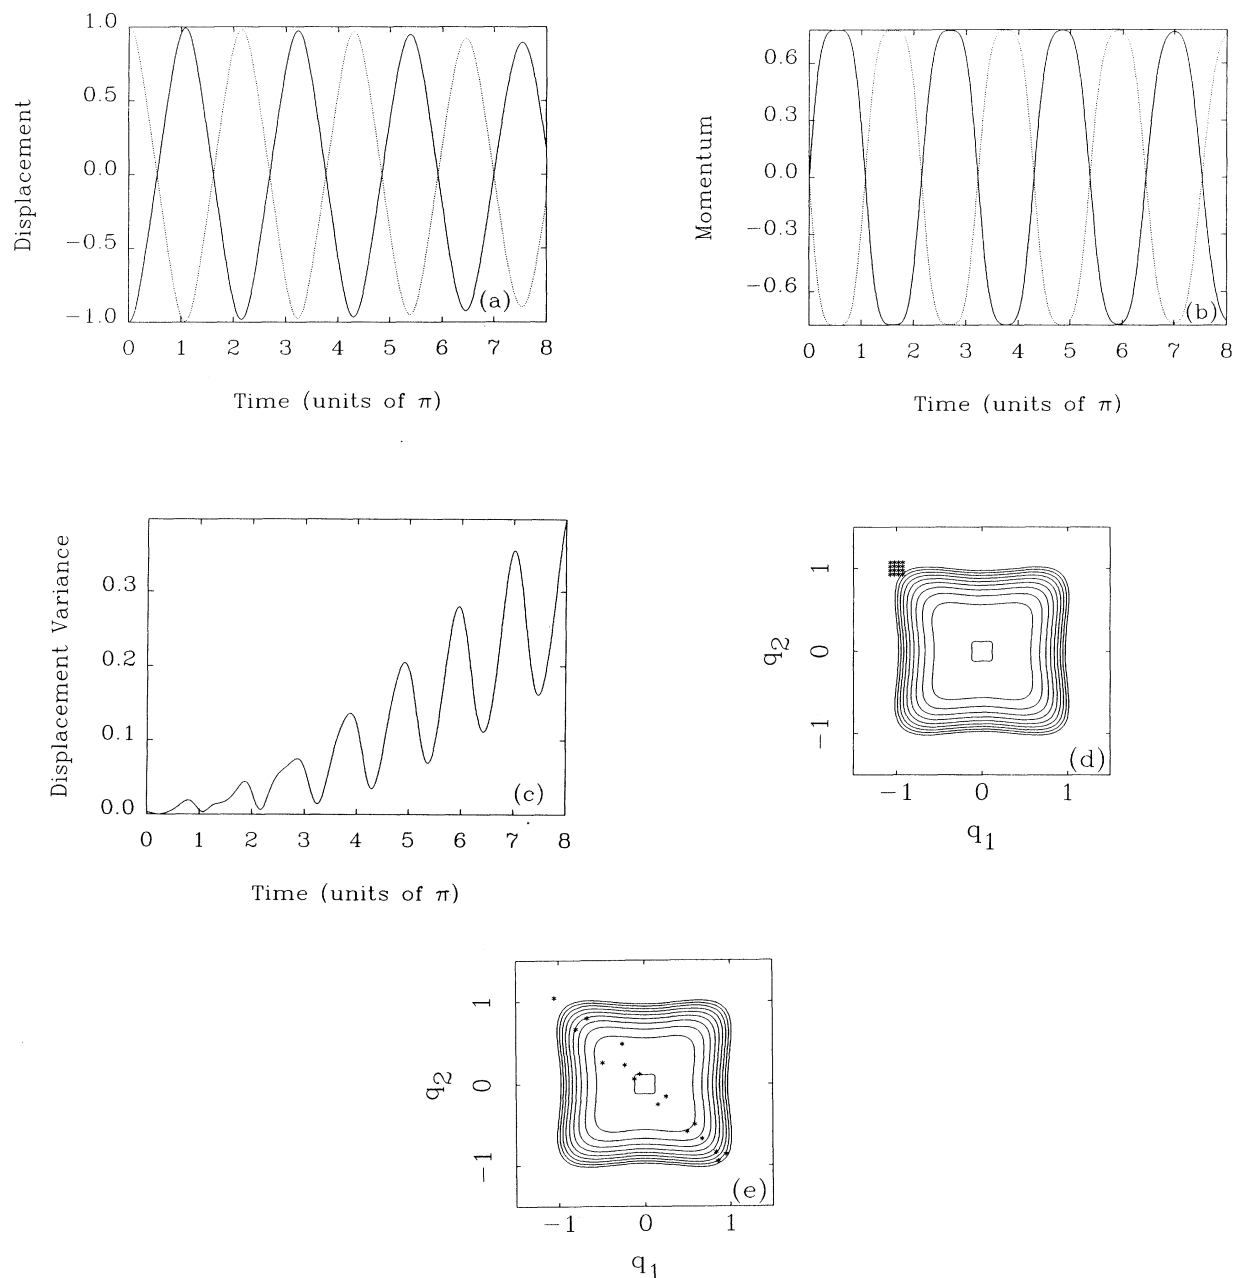 Displacement
1.0
0.5
0.0
−0.5
−1.0
(a)
0 1 2 3 4 5 6 7 8
Time (units of π)
Momentum
0.6
0.3
0.0
−0.3
−0.6
(b)
0 1 2 3 4 5 6 7 8
Time (units of π)
Displacement Variance
0.3
0.2
0.1
0.0
(c)
0 1 2 3 4 5 6 7 8
Time (units of π)
q2
1
0
−1
(d)
−1 0 1
q1
q2
1
0
−1
(e)
−1 0 1
q1